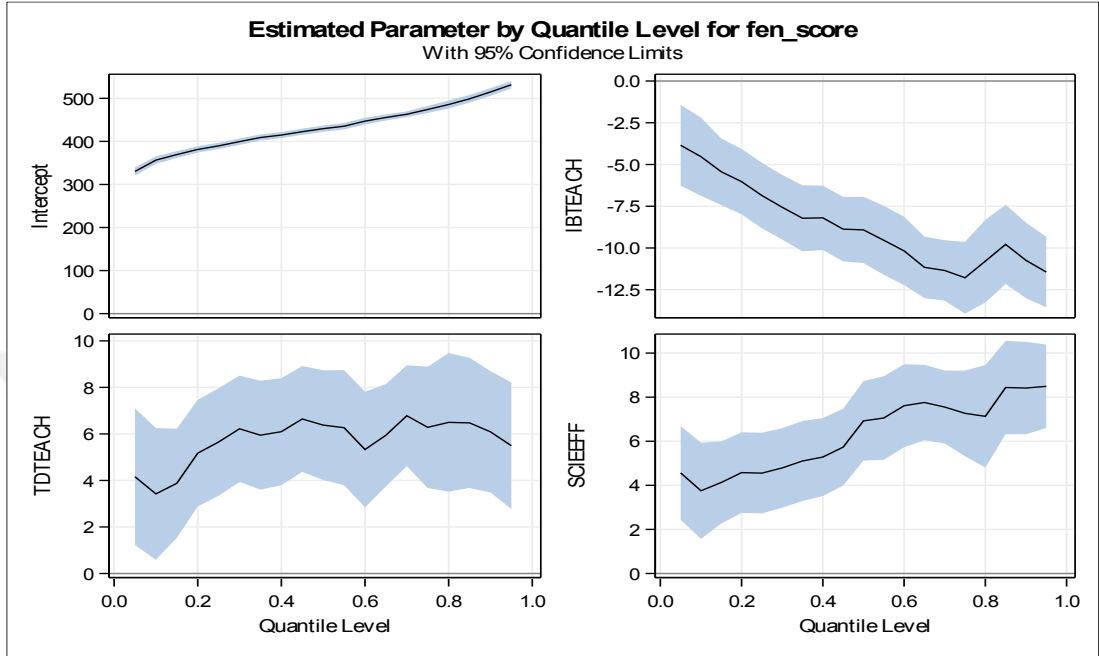 Estimated Parameter by Quantile Level for fen_score
With 95% Confidence Limits
Intercept
500
400
300
200
100
0
IBTEACH
0.0
-2.5
-5.0
-7.5
-10.0
-12.5
TDTEACH
10
8
6
4
2
0
0.0 0.2 0.4 0.6 0.8 1.0
Quantile Level
SCIEEFF
10
8
6
4
2
0
0.0 0.2 0.4 0.6 0.8 1.0
Quantile Level